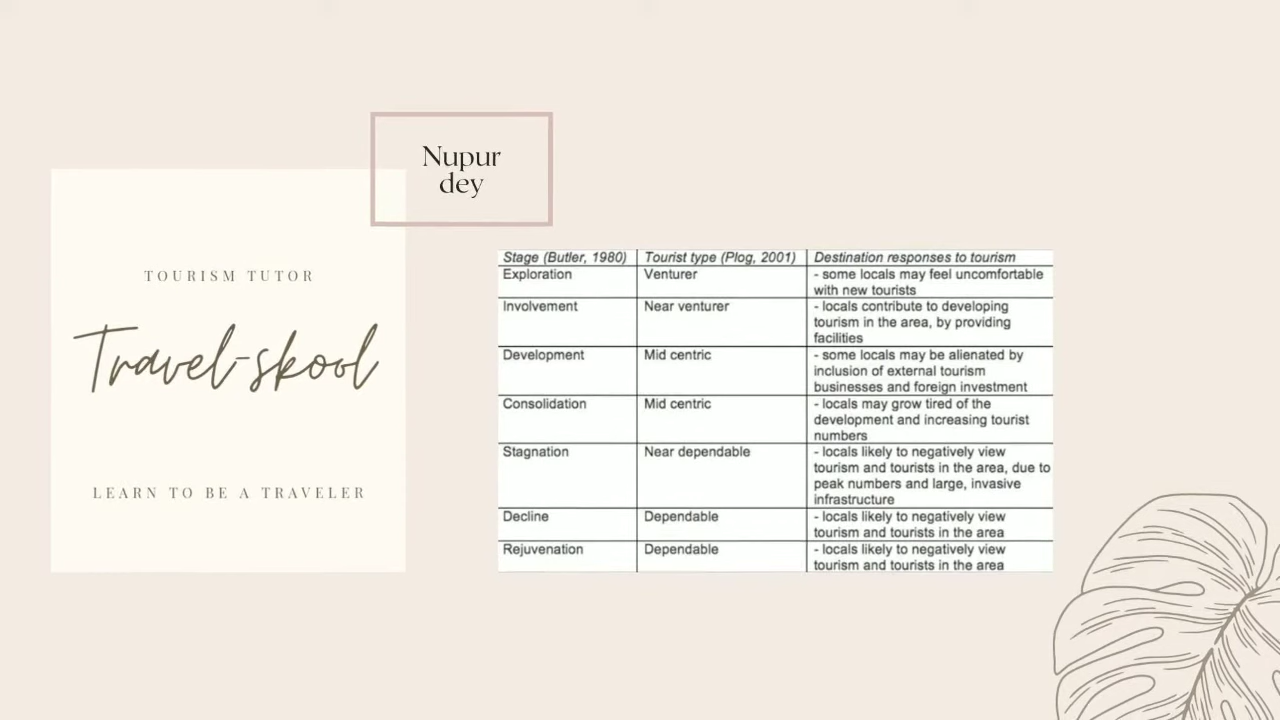 Nupur
dey
TOURISM TUTOR
Travel-skool
LEARN TO BE A TRAVELER
Stage (Butler, 1980) Tourist type (Plog, 2001) Destination responses to tourism
Exploration Venturer - some locals may feel uncomfortable
with new tourists
Involvement Near venturer - locals contribute to developing
tourism in the area, by providing
facilities
Development Mid centric - some locals may be alienated by
inclusion of external tourism
businesses and foreign investment
Consolidation Mid centric - locals may grow tired of the
development and increasing tourist
numbers
Stagnation Near dependable - locals likely to negatively view
tourism and tourists in the area, due to
peak numbers and large, invasive
infrastructure
Decline Dependable - locals likely to negatively view
tourism and tourists in the area
Rejuvenation Dependable - locals likely to negatively view
tourism and tourists in the area